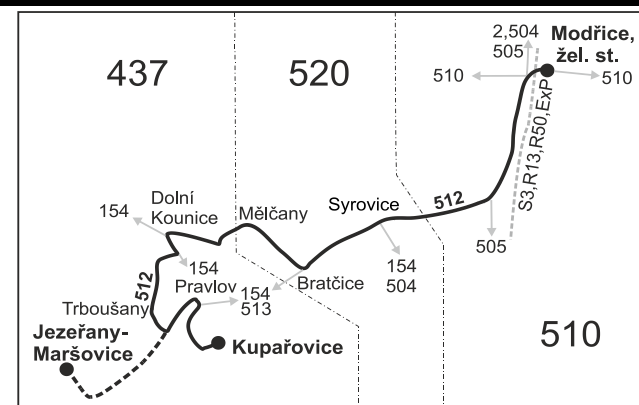 437
520
2,504
505
Modřice,
žel. st.
510
510
S3,R13,R50,ExP
Dolní
Kounice
Mělčany
Syrovice
512
154
505
154
Pravlov
154
513
Bratčice
154
504
512
Trboušany
Jezeřany-
Maršovice
Kupařovice
510